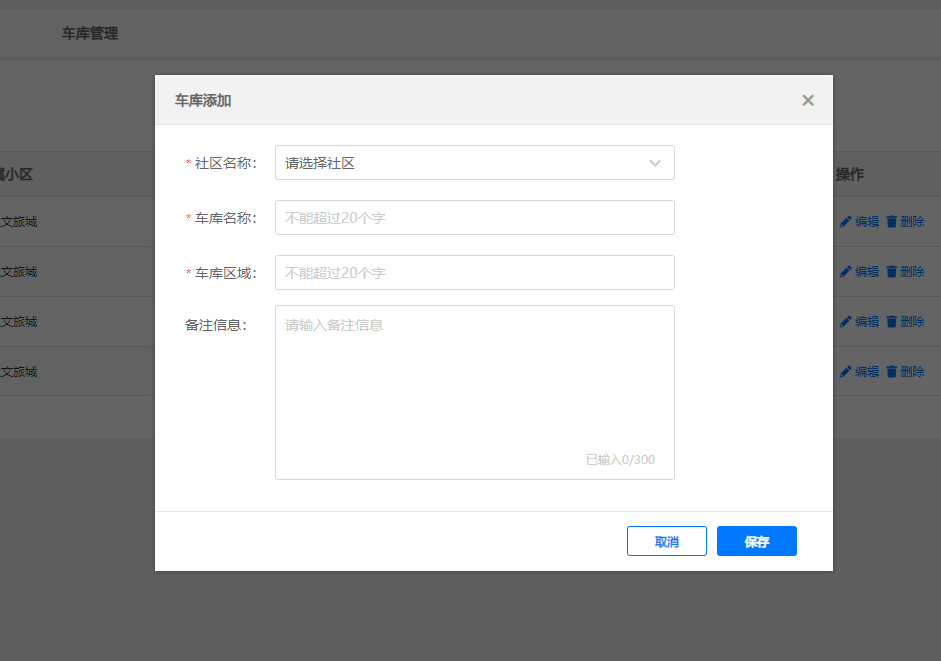 车库管理
车库添加
* 社区名称: 请选择社区
* 车库名称: 不能超过20个字
* 车库区域: 不能超过20个字
备注信息: 请输入备注信息
已输入0/300
取消 保存
属小区 操作
文旅城 编辑 删除
文旅城 编辑 删除
文旅城 编辑 删除
文旅城 编辑 删除